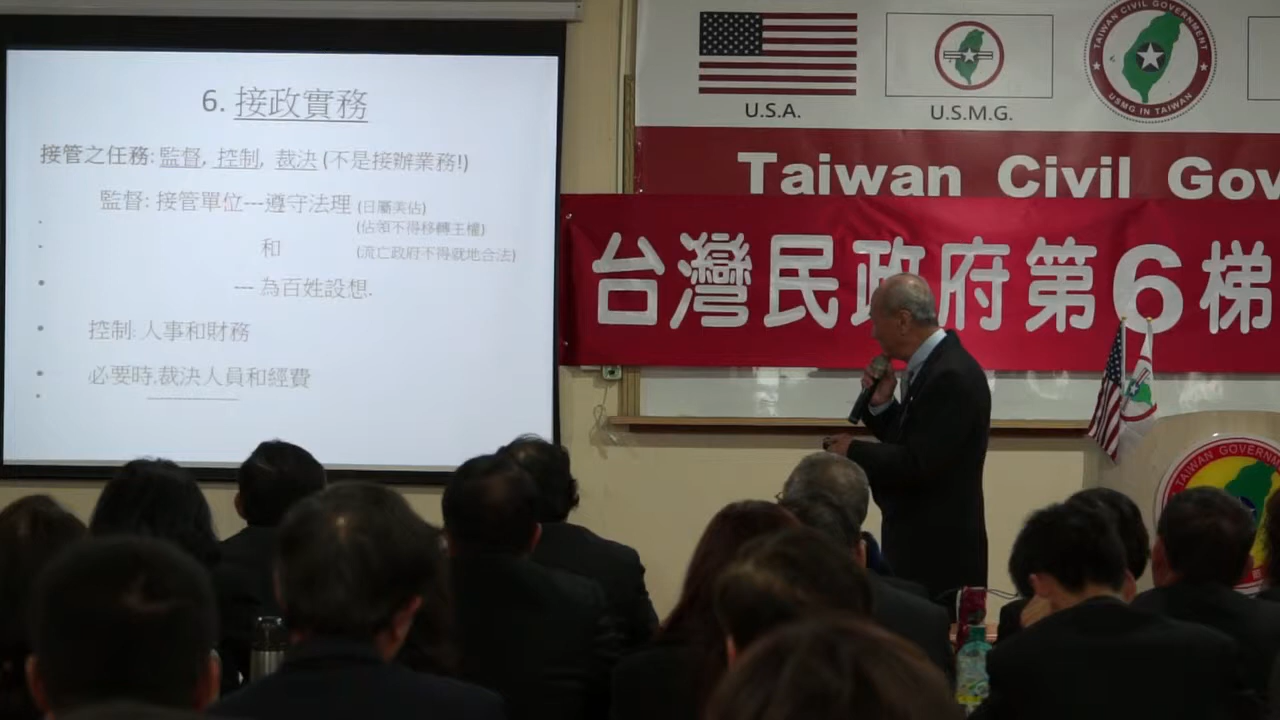 6. 接政實務
接管之任務: 監督, 控制, 裁決 (不是接辦業務!)
監督: 接管單位---遵守法理 (日屬美佔)
(佔領不得移轉主權)
和 (流亡政府不得就地合法)
--- 為百姓設想.
控制: 人事和財務
必要時,裁決人員和經費
U.S.A.
U.S.M.G.
TAIWAN CIVIL GOVERNMENT
USMG IN TAIWAN
Taiwan Civil Gov
台灣民政府第6梯
TAIWAN GOVERNM